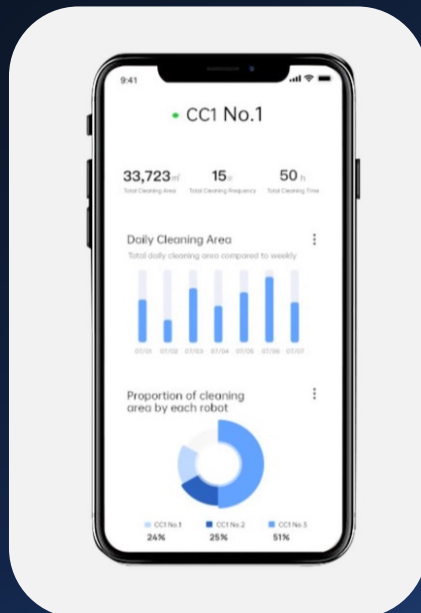 9:41
CC1 No.1
33,723㎡ 15 50 h
Total Cleaning Area Total Cleaning Frequency Total Cleaning Time
Daily Cleaning Area
Total daily cleaning area compared to weekly
07/01 07/02 07/03 07/04 07/05 07/06 07/07
Proportion of cleaning
area by each robot
CC1 No.1 CC1 No.2 CC1 No.3
24% 25% 51%